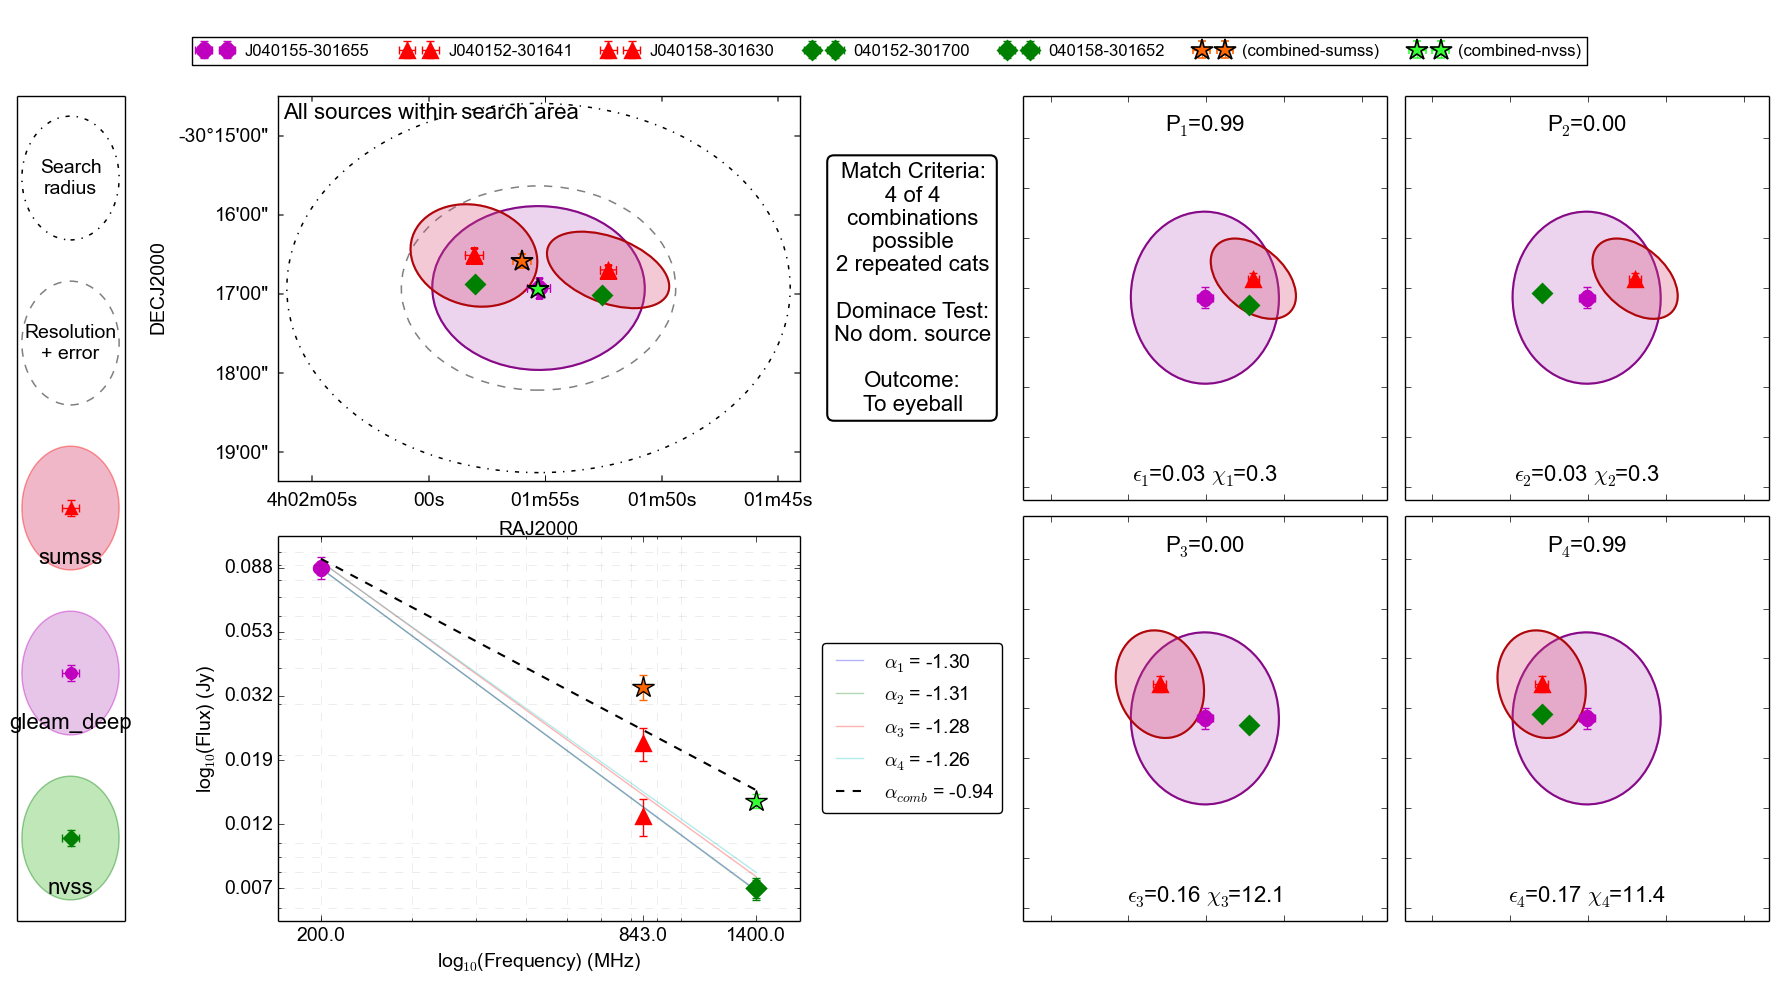 J040155-301655 J040152-301641 J040158-301630 040152-301700 040158-301652 (combined-sumss) (combined-nvss)
Search
radius
Resolution
+ error
sumss
gleam_deep
nvss
All sources within search area
-30°15'00"
16'00"
17'00"
18'00"
19'00"
DECJ2000
4h02m05s 00s 01m55s 01m50s 01m45s
RAJ2000
Match Criteria:
4 of 4
combinations
possible
2 repeated cats
Dominace Test:
No dom. source
Outcome:
To eyeball
P1=0.99
ϵ1=0.03 χ1=0.3
P2=0.00
ϵ2=0.03 χ2=0.3
0.088
0.053
0.032
0.019
0.012
0.007
log10(Flux) (Jy)
200.0 843.0 1400.0
log10(Frequency) (MHz)
α1 = -1.30
α2 = -1.31
α3 = -1.28
α4 = -1.26
αcomb = -0.94
P3=0.00
ϵ3=0.16 χ3=12.1
P4=0.99
ϵ4=0.17 χ4=11.4